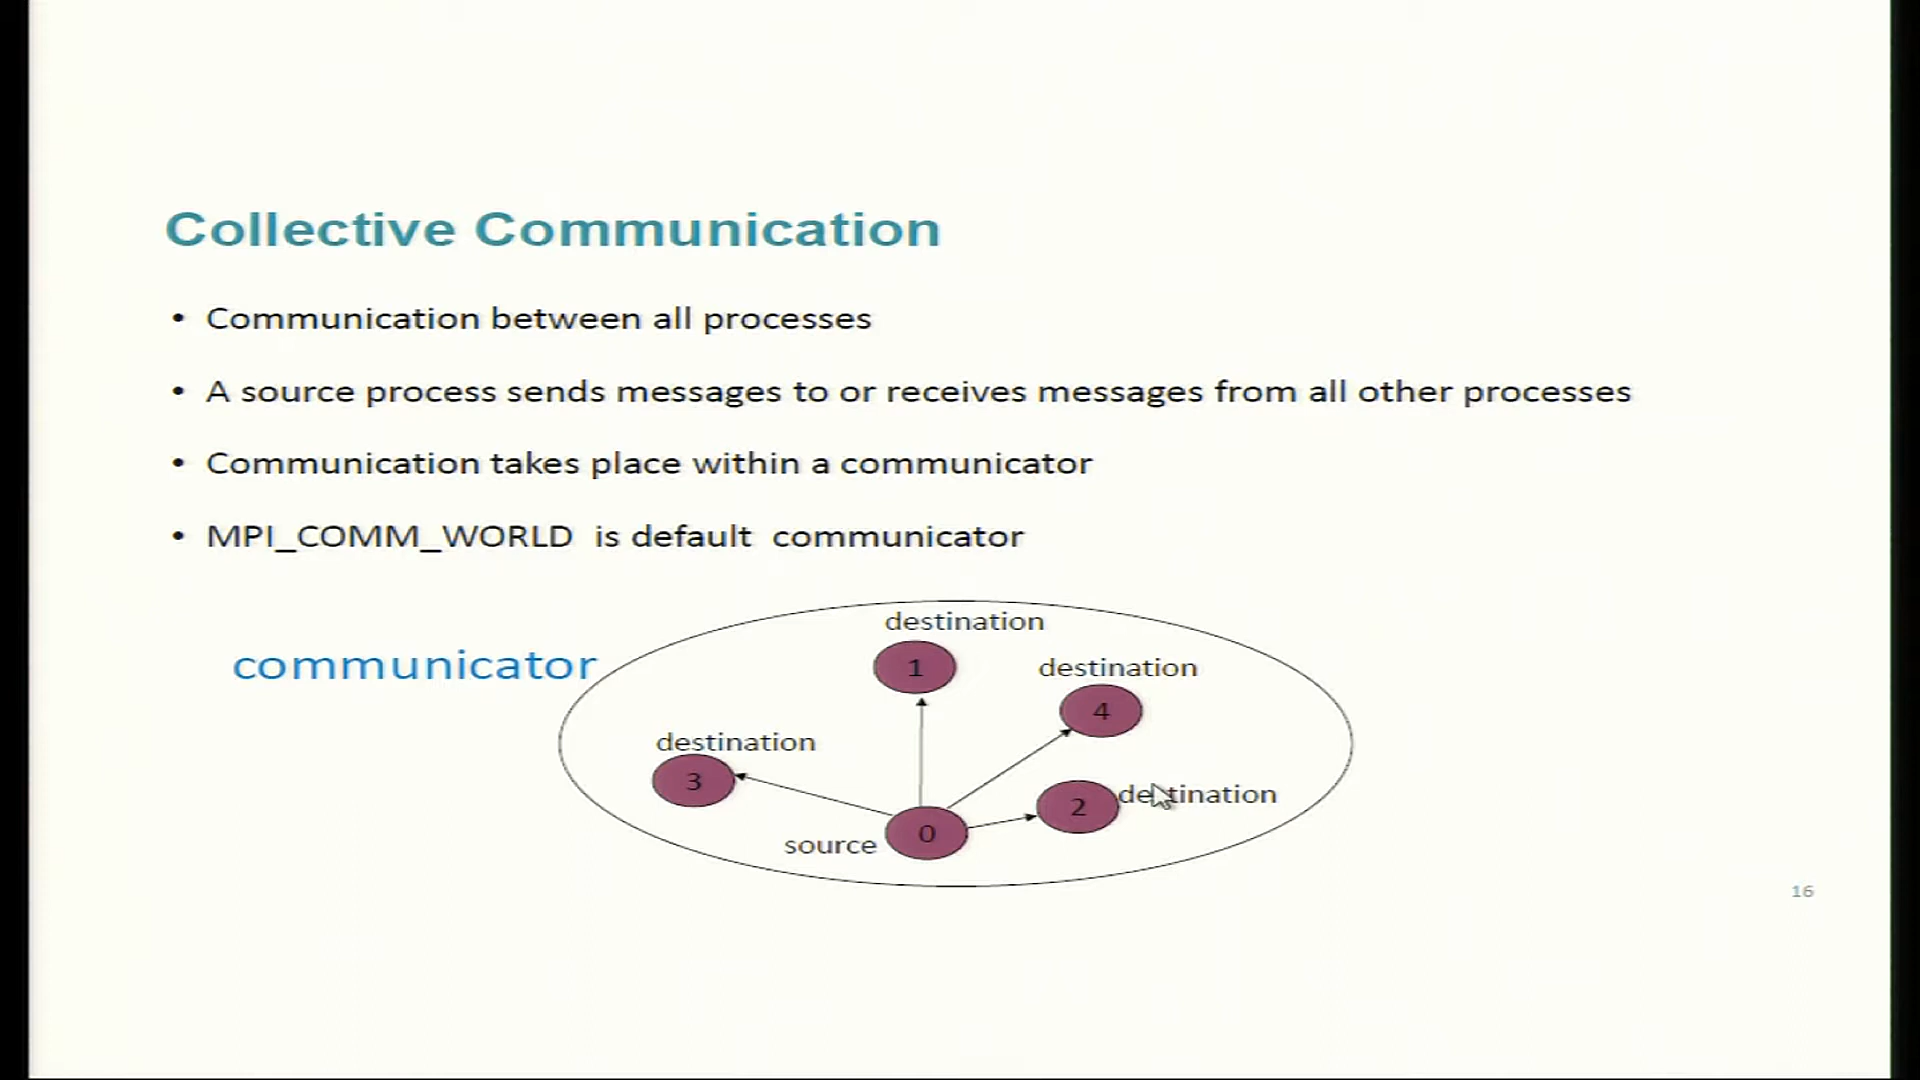 Collective Communication
• Communication between all processes
• A source process sends messages to or receives messages from all other processes
• Communication takes place within a communicator
• MPI_COMM_WORLD is default communicator
communicator
destination
1
destination
4
destination
3
2
destination
source
0
16